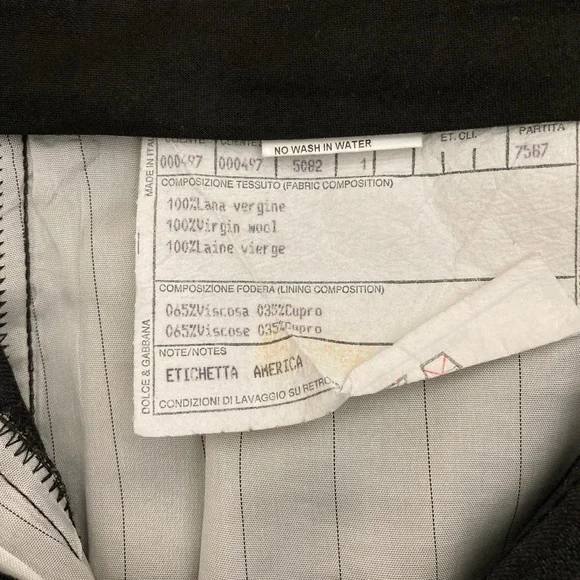 NO WASH IN WATER
CLIENTE
ET. CLI.
PARTITA
000497 000497 5082 1 7567
MADE IN ITALY
DOLCE & GABBANA
COMPOSIZIONE TESSUTO (FABRIC COMPOSITION)
100%Lana vergine
100%Virgin wool
100%Laine vierge
COMPOSIZIONE FODERA (LINING COMPOSITION)
065%Viscosa 035%Cupro
065%Viscose 035%Cupro
NOTE/NOTES
ETICHETTA AMERICA
CONDIZIONI DI LAVAGGIO SU RETRO